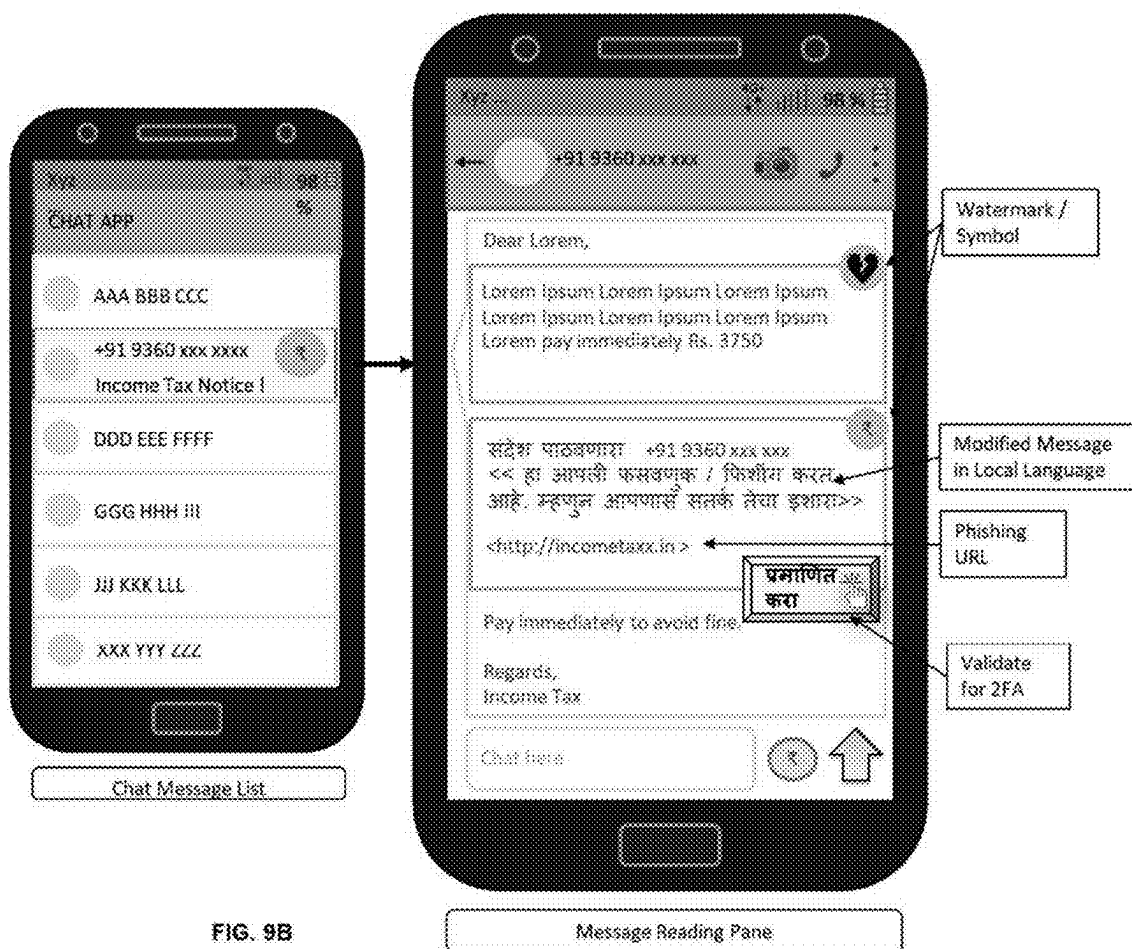 Xyz
98
%
CHAT APP
AAA BBB CCC
+91 9360 xxx xxxx
Income Tax Notice !
₹
DDD EEE FFFF
GGG HHH III
JJJ KKK LLL
XXX YYY ZZZ
Chat Message List
FIG. 9B
Xyz...
98 %
+91 9360 xxx xxx
Dear Lorem,
Lorem Ipsum Lorem Ipsum Lorem Ipsum
Lorem Ipsum Lorem Ipsum Lorem Ipsum
Lorem pay immediately Rs. 3750
₹
संदेश पाठवणारा +91 9360 xxx xxx
<< हा आपली फसवणुक / फिशींग करत
आहे. म्हणुन आपणास सतर्क तेचा इशारा>>
<http://incometaxx.in >
प्रमाणित
करा
Pay immediately to avoid fine.
Regards,
Income Tax
Chat here
₹
Message Reading Pane
Watermark /
Symbol
Modified Message
in Local Language
Phishing
URL
Validate
for 2FA